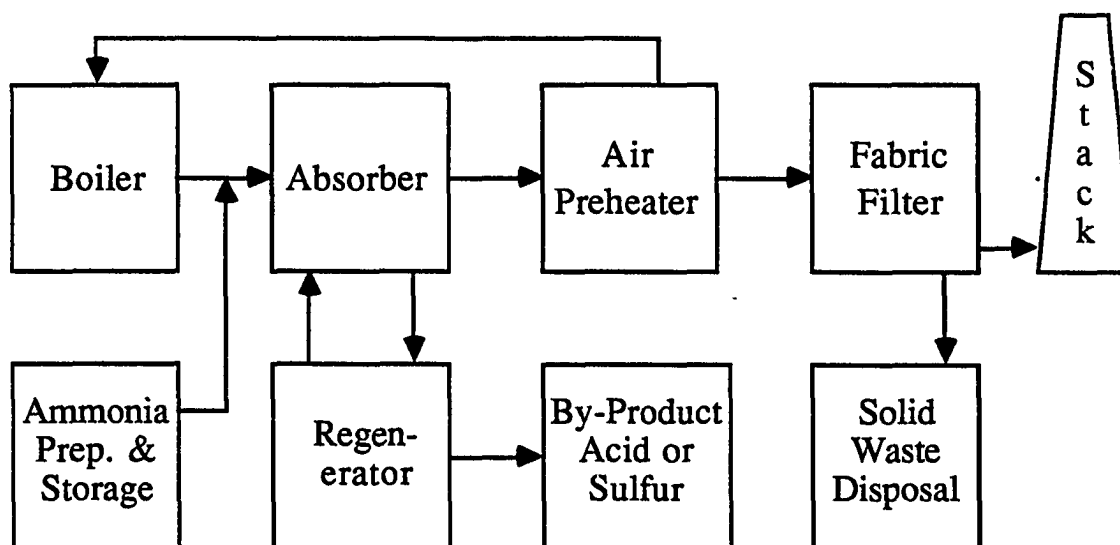 Boiler
Absorber
Air
Preheater
Fabric
Filter
S
t
a
c
k
Ammonia
Prep. &
Storage
Regen-
erator
By-Product
Acid or
Sulfur
Solid
Waste
Disposal